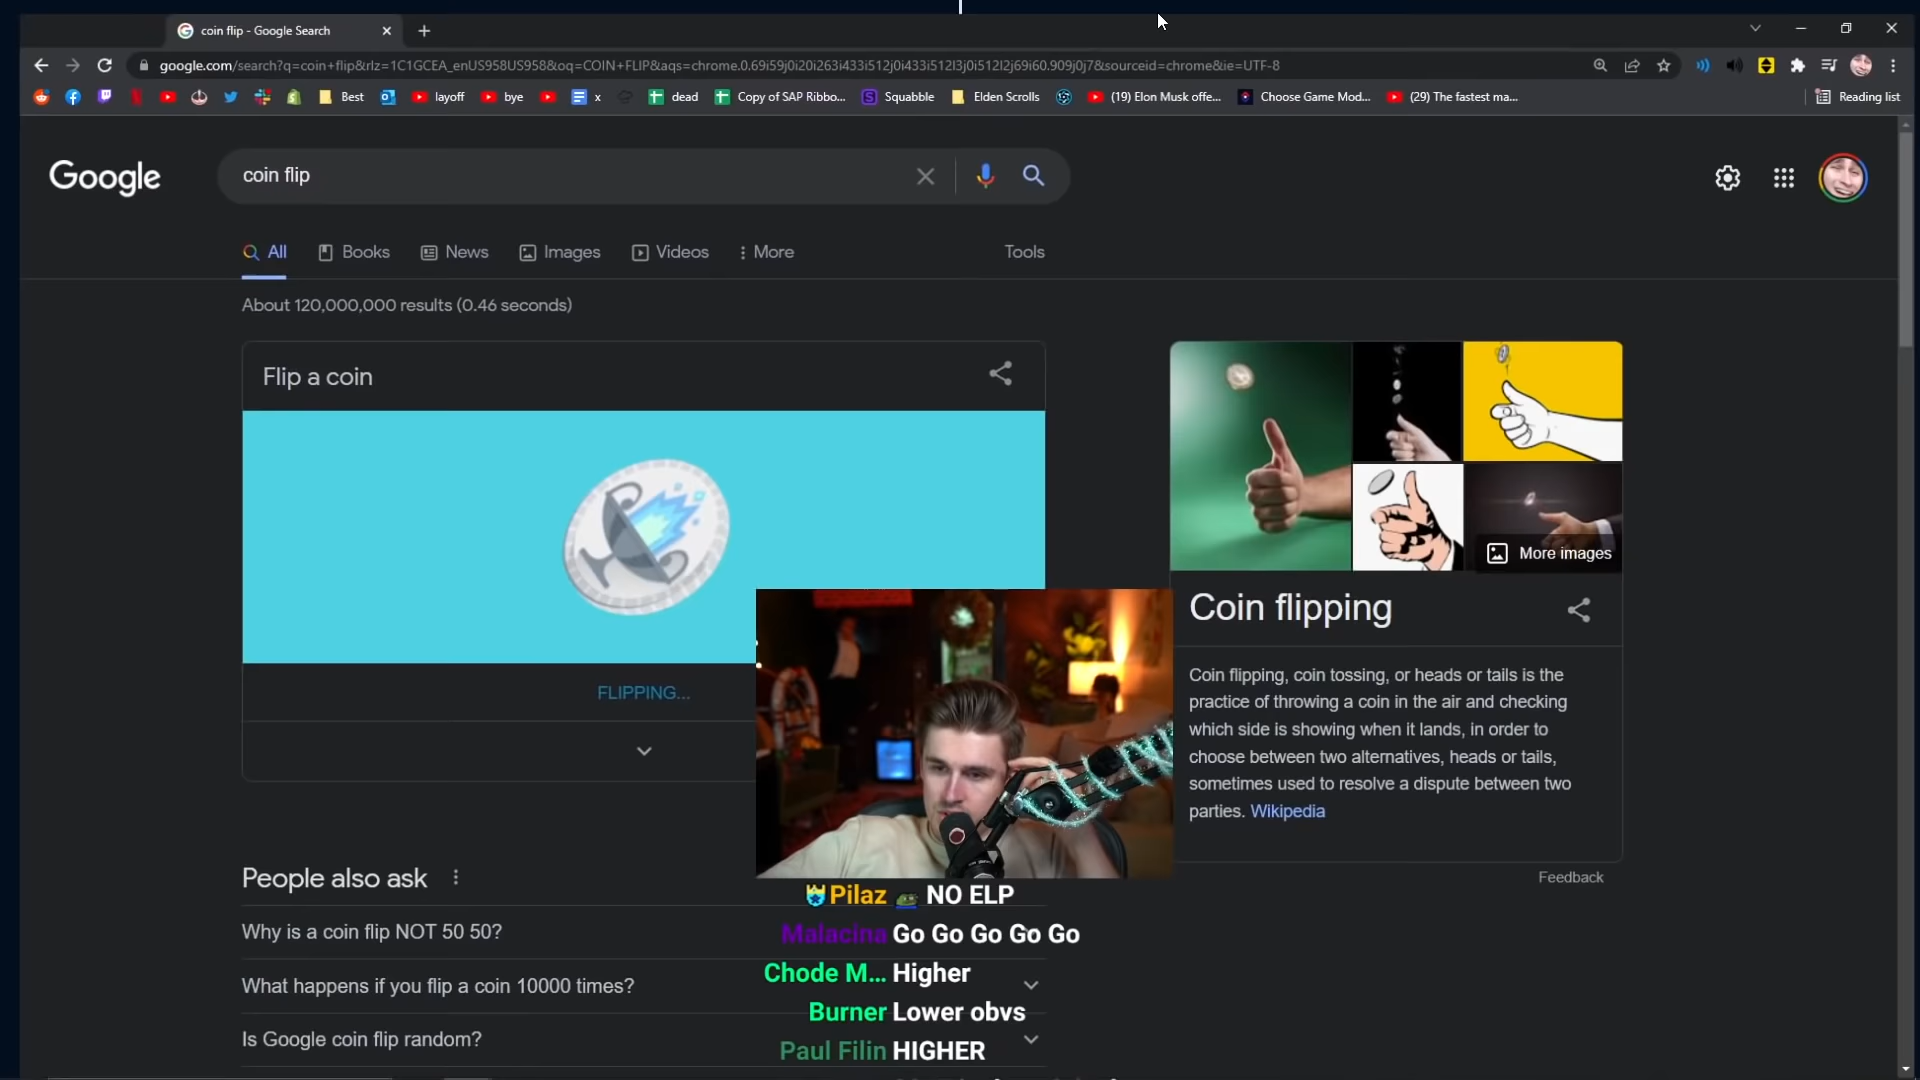 coin flip - Google Search
google.com/search?q=coin+flip&rlz=1C1GCEA_enUS958US958&oq=COIN+FLIP&aqs=chrome.0.69i59j0i20i263i433i512j0i433i512l3j0i512l2j69i60.909j0j7&sourceid=chrome&ie=UTF-8
Best layoff bye x dead Copy of SAP Ribbo... Squabble Elden Scrolls (19) Elon Musk offe... Choose Game Mod... (29) The fastest ma... Reading list
Google
coin flip
All Books News Images Videos More Tools
About 120,000,000 results (0.46 seconds)
Flip a coin
FLIPPING...
More images
Coin flipping
Coin flipping, coin tossing, or heads or tails is the
practice of throwing a coin in the air and checking
which side is showing when it lands, in order to
choose between two alternatives, heads or tails,
sometimes used to resolve a dispute between two
parties. Wikipedia
Feedback
People also ask
Why is a coin flip NOT 50 50?
What happens if you flip a coin 10000 times?
Is Google coin flip random?
Pilaz NO ELP
Malacina Go Go Go Go Go
Chode M... Higher
Burner Lower obvs
Paul Filin HIGHER